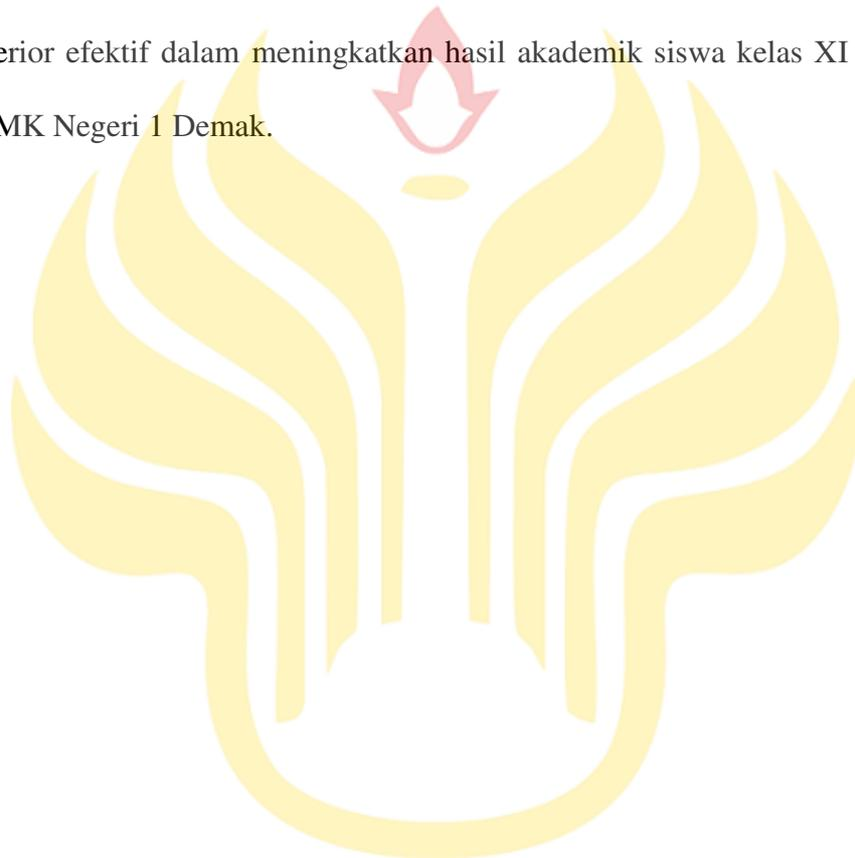 erior efektif dalam meningkatkan hasil akademik siswa kelas XI
MK Negeri 1 Demak.